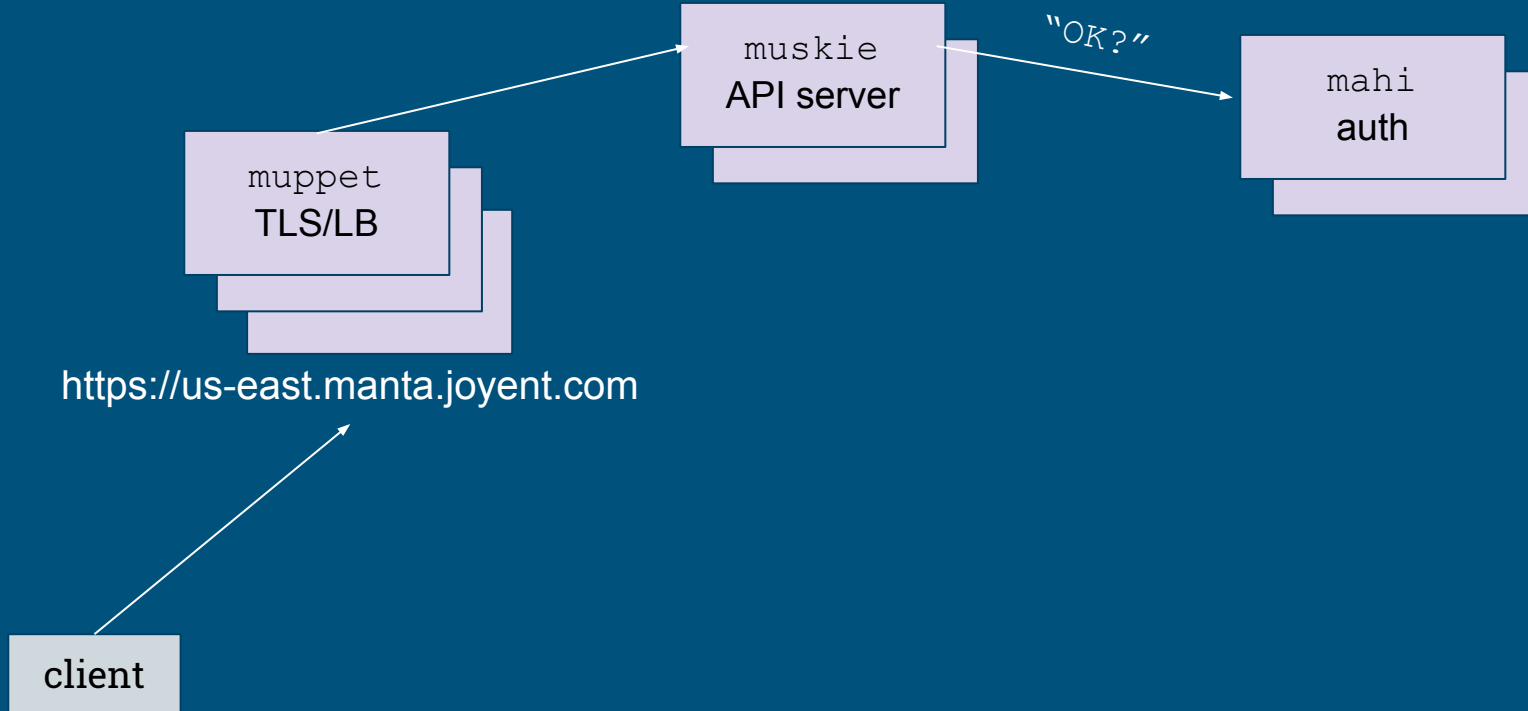 muskie
API server
"OK?"
mahi
auth
muppet
TLS/LB
https://us-east.manta.joyent.com
client